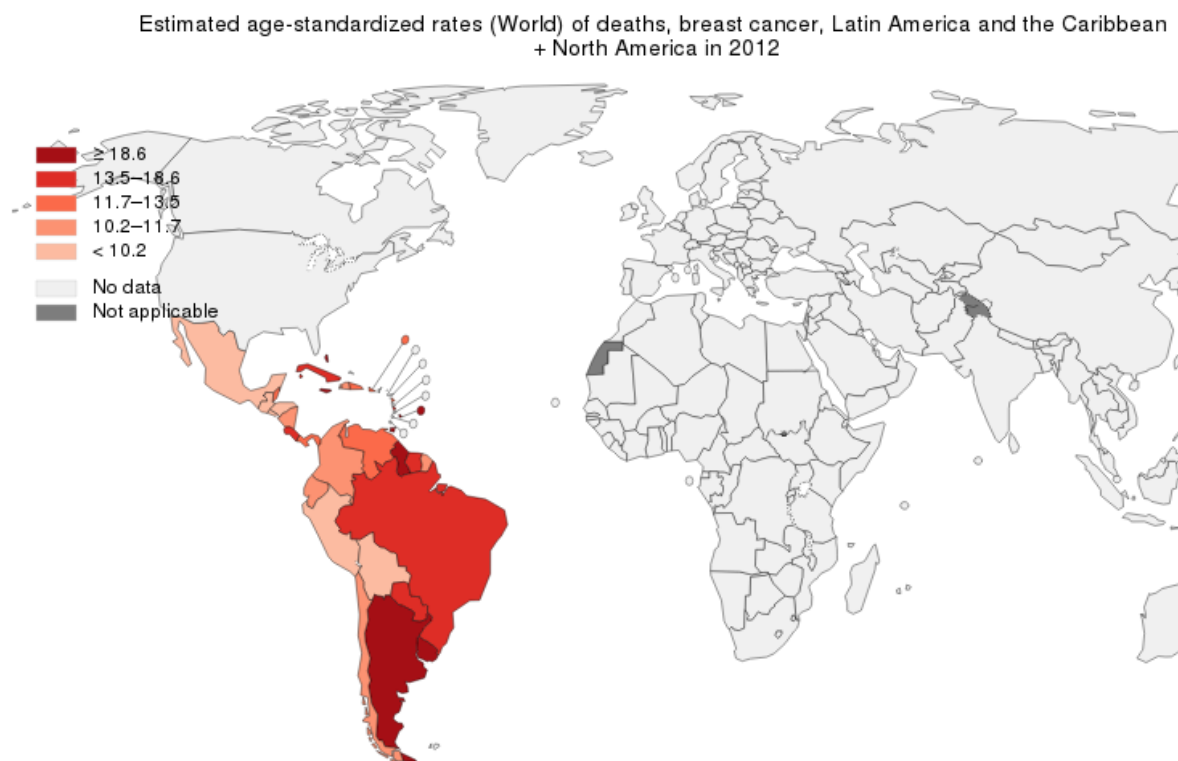 Estimated age-standardized rates (World) of deaths, breast cancer, Latin America and the Caribbean
+ North America in 2012
≥ 18.6
13.5–18.6
11.7–13.5
10.2–11.7
< 10.2
No data
Not applicable